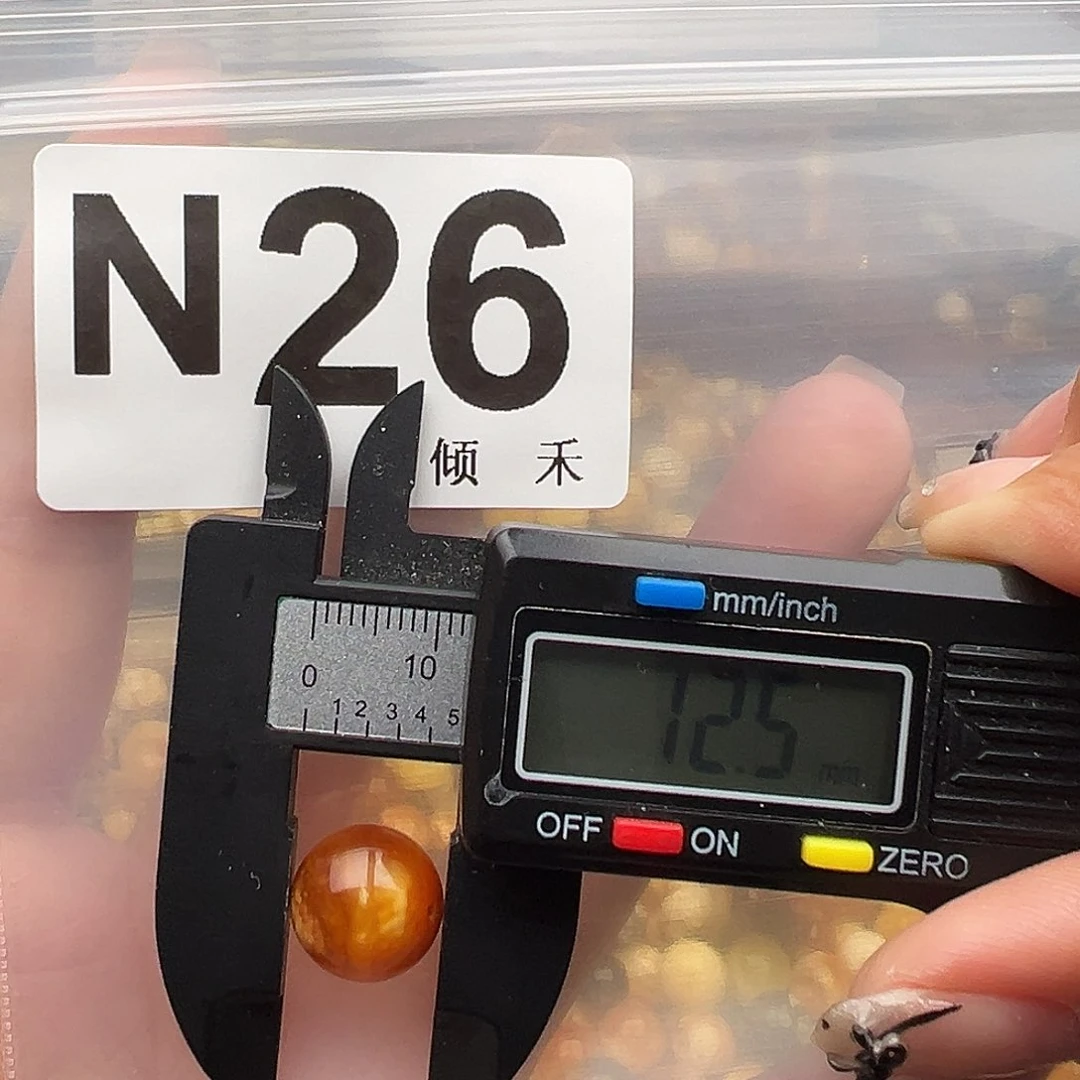 N26
倾 禾
mm/inch
0 10
1 2 3 4 5
12.5 mm
OFF ON ZERO